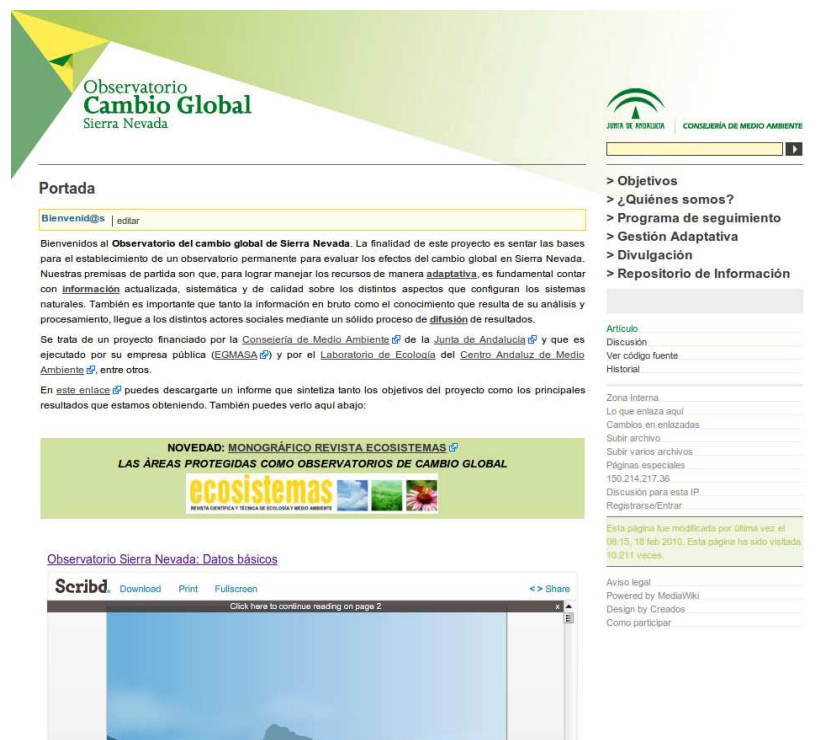 Observatorio
Cambio Global
Sierra Nevada
JUNTA DE ANDALUCIA CONSEJERÍA DE MEDIO AMBIENTE
Portada
Bienvenid@s | editar
Bienvenidos al Observatorio del cambio global de Sierra Nevada. La finalidad de este proyecto es sentar las bases
para el establecimiento de un observatorio permanente para evaluar los efectos del cambio global en Sierra Nevada.
Nuestras premisas de partida son que, para lograr manejar los recursos de manera adaptativa, es fundamental contar
con información actualizada, sistemática y de calidad sobre los distintos aspectos que configuran los sistemas
naturales. También es importante que tanto la información en bruto como el conocimiento que resulta de su análisis y
procesamiento, llegue a los distintos actores sociales mediante un sólido proceso de difusión de resultados.
Se trata de un proyecto financiado por la Consejería de Medio Ambiente de la Junta de Andalucía y que es
ejecutado por su empresa pública (EGMASA) y por el Laboratorio de Ecología del Centro Andaluz de Medio
Ambiente, entre otros.
En este enlace puedes descargarte un informe que sintetiza tanto los objetivos del proyecto como los principales
resultados que estamos obteniendo. También puedes verlo aquí abajo:
NOVEDAD: MONOGRÁFICO REVISTA ECOSISTEMAS
LAS ÀREAS PROTEGIDAS COMO OBSERVATORIOS DE CAMBIO GLOBAL
ecosistemas
REVISTA CIENTÍFICA Y TÉCNICA DE ECOLOGÍA Y MEDIO AMBIENTE
Observatorio Sierra Nevada: Datos básicos
Scribd. Download Print Fullscreen <> Share
Click here to continue reading on page 2 x
> Objetivos
> ¿Quiénes somos?
> Programa de seguimiento
> Gestión Adaptativa
> Divulgación
> Repositorio de Información
Artículo
Discusión
Ver código fuente
Historial
Zona Interna
Lo que enlaza aquí
Cambios en enlazadas
Subir archivo
Subir varios archivos
Páginas especiales
150.214.217.36
Discusión para esta IP
Registrarse/Entrar
Esta página fue modificada por última vez el
08:15, 18 feb 2010. Esta página ha sido visitada
10.211 veces.
Aviso legal
Powered by MediaWiki
Design by Creados
Como participar